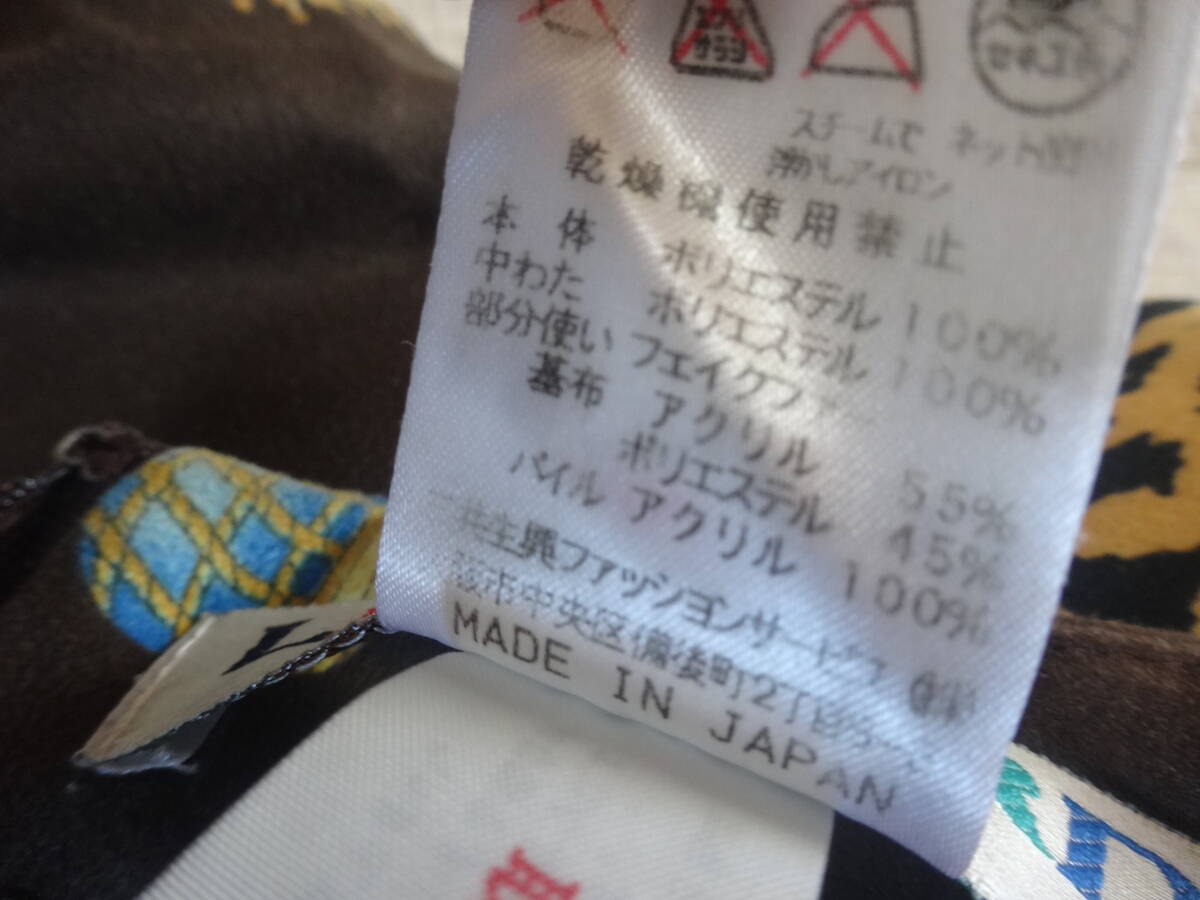 スチームで ネット
浮かしアイロン
乾燥機使用禁止
本体 ポリエステル 100%
中わた ポリエステル 100%
部分使い フェイクファー
基布 アクリル 55%
ポリエステル 45%
パイル アクリル 100%
共生興ファッションサービス
阪市中央区備後町2丁目
MADE IN JAPAN